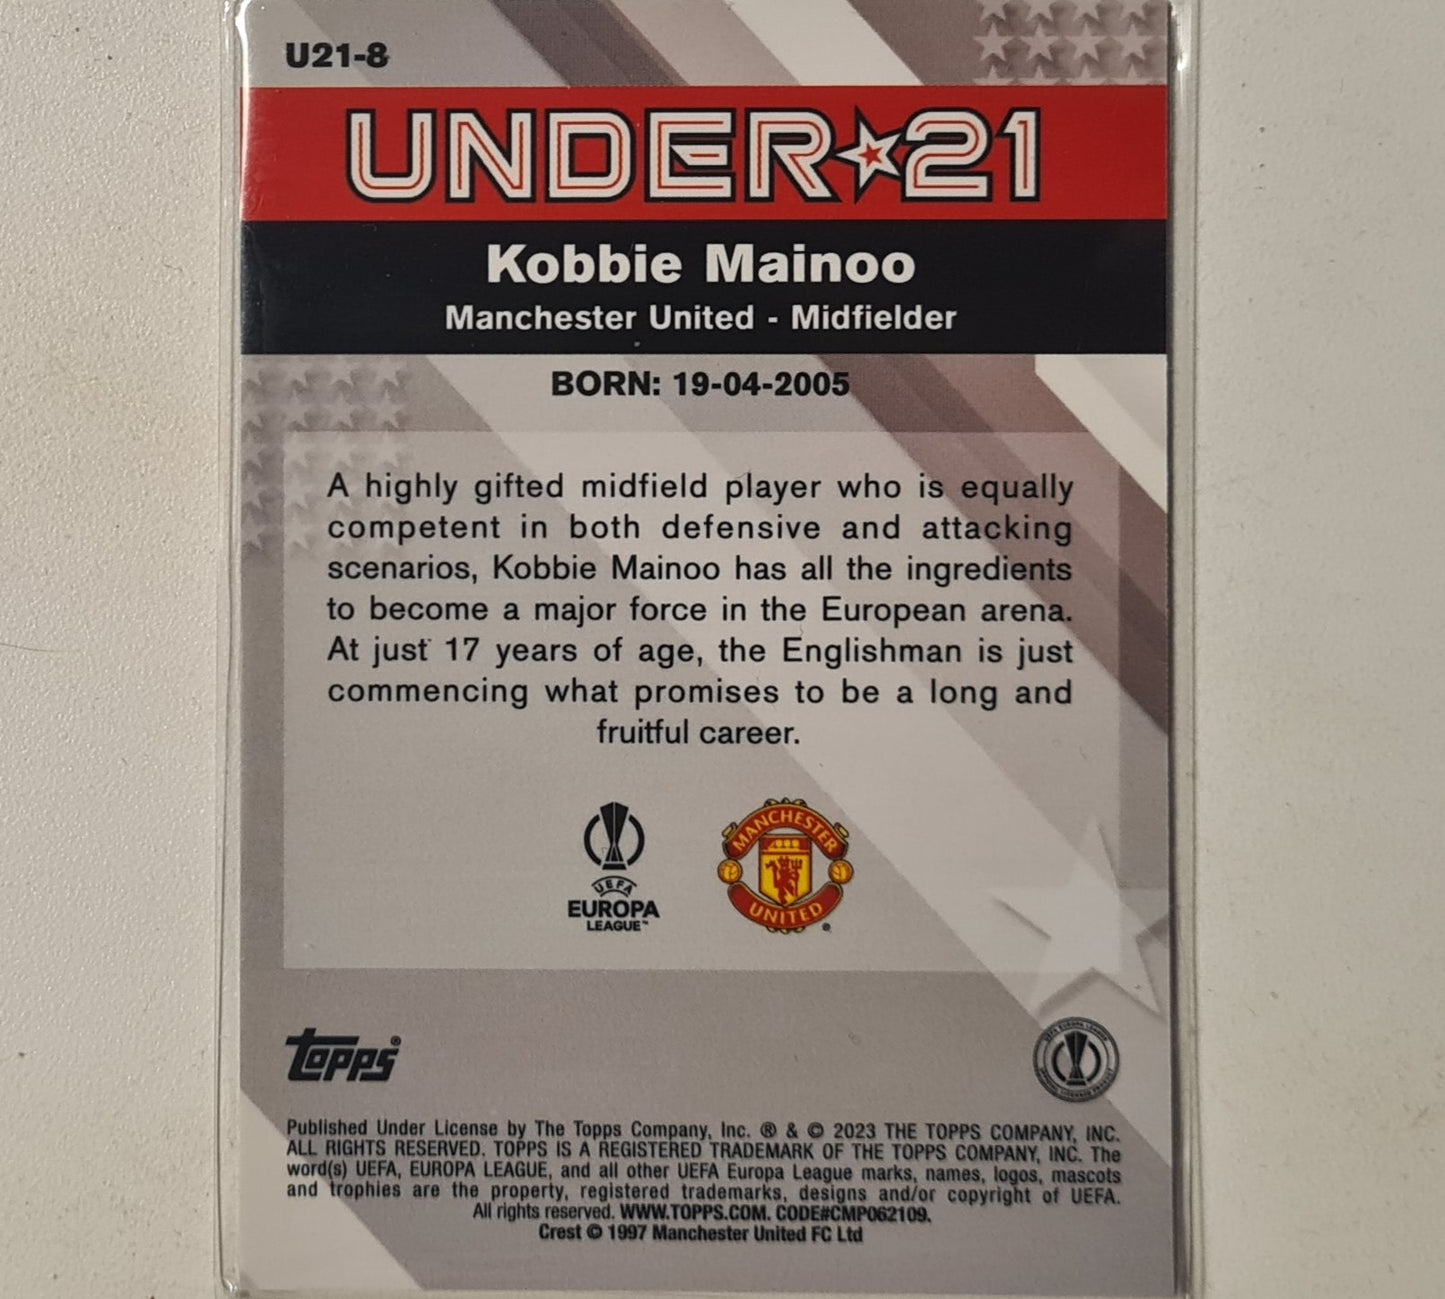 U21-8
UNDER★21
Kobbie Mainoo
Manchester United - Midfielder
BORN: 19-04-2005
A highly gifted midfield player who is equally
competent in both defensive and attacking
scenarios, Kobbie Mainoo has all the ingredients
to become a major force in the European arena.
At just 17 years of age, the Englishman is just
commencing what promises to be a long and
fruitful career.
UEFA
EUROPA
LEAGUE™
MANCHESTER
UNITED
®
Topps®
Published Under License by The Topps Company, Inc. ® & © 2023 THE TOPPS COMPANY, INC.
ALL RIGHTS RESERVED. TOPPS IS A REGISTERED TRADEMARK OF THE TOPPS COMPANY, INC. The
word(s) UEFA, EUROPA LEAGUE, and all other UEFA Europa League marks, names, logos, mascots
and trophies are the property, registered trademarks, designs and/or copyright of UEFA.
All rights reserved. WWW.TOPPS.COM. CODE#CMP062109.
Crest © 1997 Manchester United FC Ltd